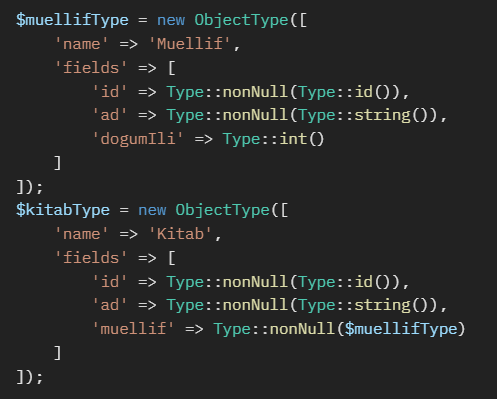 $muellifType = new ObjectType([
    'name' => 'Muellif',
    'fields' => [
        'id' => Type::nonNull(Type::id()),
        'ad' => Type::nonNull(Type::string()),
        'dogumIli' => Type::int()
    ]
]);
$kitabType = new ObjectType([
    'name' => 'Kitab',
    'fields' => [
        'id' => Type::nonNull(Type::id()),
        'ad' => Type::nonNull(Type::string()),
        'muellif' => Type::nonNull($muellifType)
    ]
]);